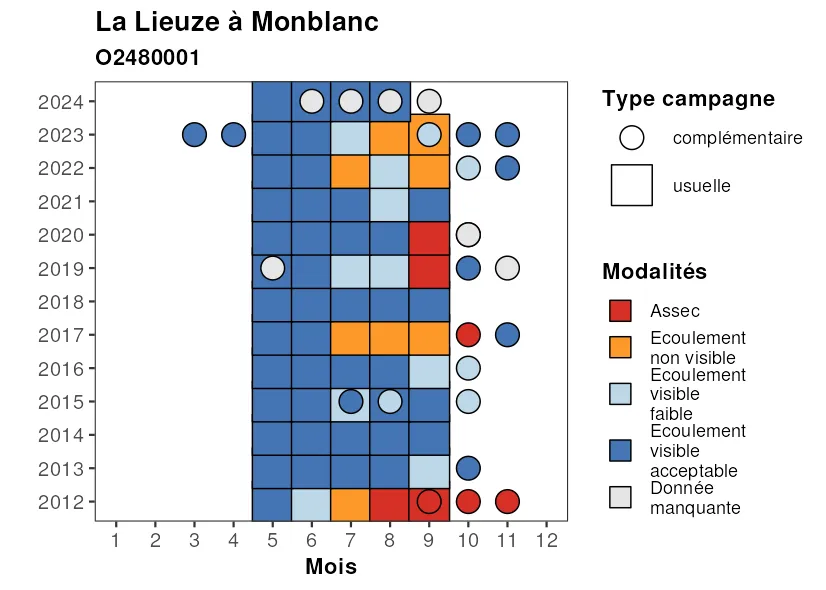 La Lieuze à Monblanc
O2480001
2024
2023
2022
2021
2020
2019
2018
2017
2016
2015
2014
2013
2012
1 2 3 4 5 6 7 8 9 10 11 12
Mois
Type campagne
complémentaire
usuelle
Modalités
Assec
Ecoulement
non visible
Ecoulement
visible
faible
Ecoulement
visible
acceptable
Donnée
manquante